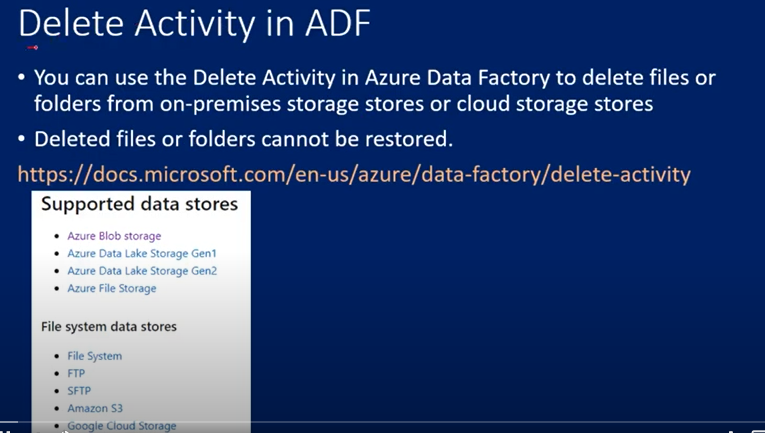 Delete Activity in ADF
• You can use the Delete Activity in Azure Data Factory to delete files or
folders from on-premises storage stores or cloud storage stores
• Deleted files or folders cannot be restored.
https://docs.microsoft.com/en-us/azure/data-factory/delete-activity
Supported data stores
• Azure Blob storage
• Azure Data Lake Storage Gen1
• Azure Data Lake Storage Gen2
• Azure File Storage
File system data stores
• File System
• FTP
• SFTP
• Amazon S3
• Google Cloud Storage